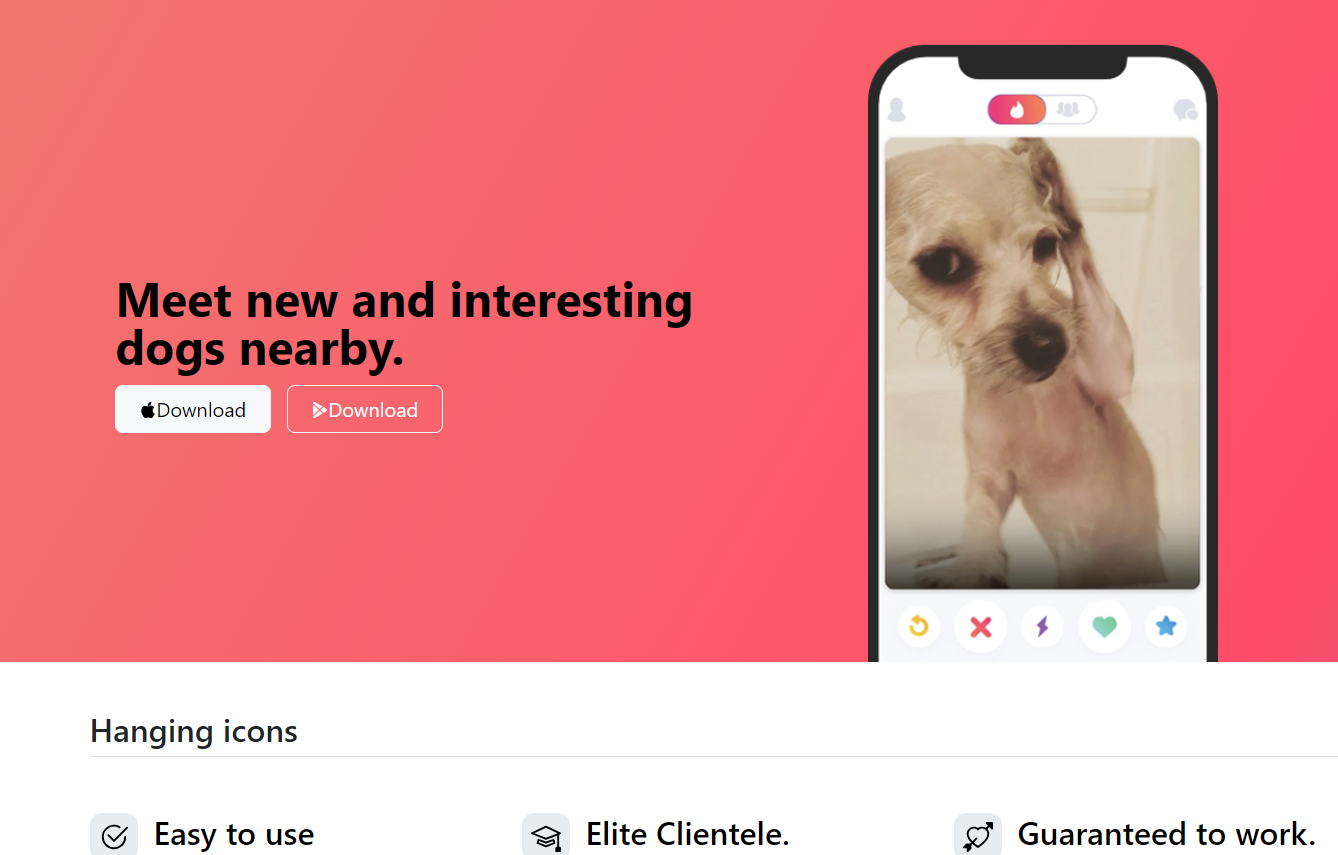 Meet new and interesting
dogs nearby.
Download
Download
Hanging icons
Easy to use
Elite Clientele.
Guaranteed to work.